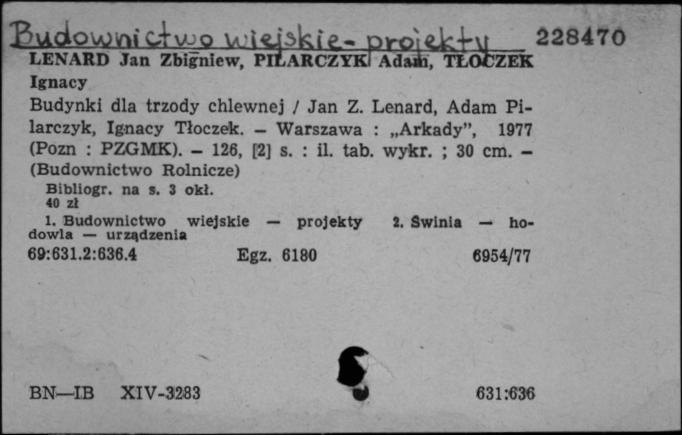 Budownictwo wiejskie - projekty 228470
LENARD Jan Zbigniew, PILARCZYK Adam, TŁOCZEK
Ignacy
Budynki dla trzody chlewnej / Jan Z. Lenard, Adam Pi-
larczyk, Ignacy Tłoczek. — Warszawa : „Arkady”, 1977
(Pozn : PZGMK). — 126, [2] s. : il. tab. wykr. ; 30 cm. —
(Budownictwo Rolnicze)
Bibliogr. na s. 3 okł.
40 zł
1. Budownictwo wiejskie — projekty 2. Świnia — ho-
dowla — urządzenia
69:631.2:636.4 Egz. 6180 6954/77
BN—IB XIV-3283 631:636